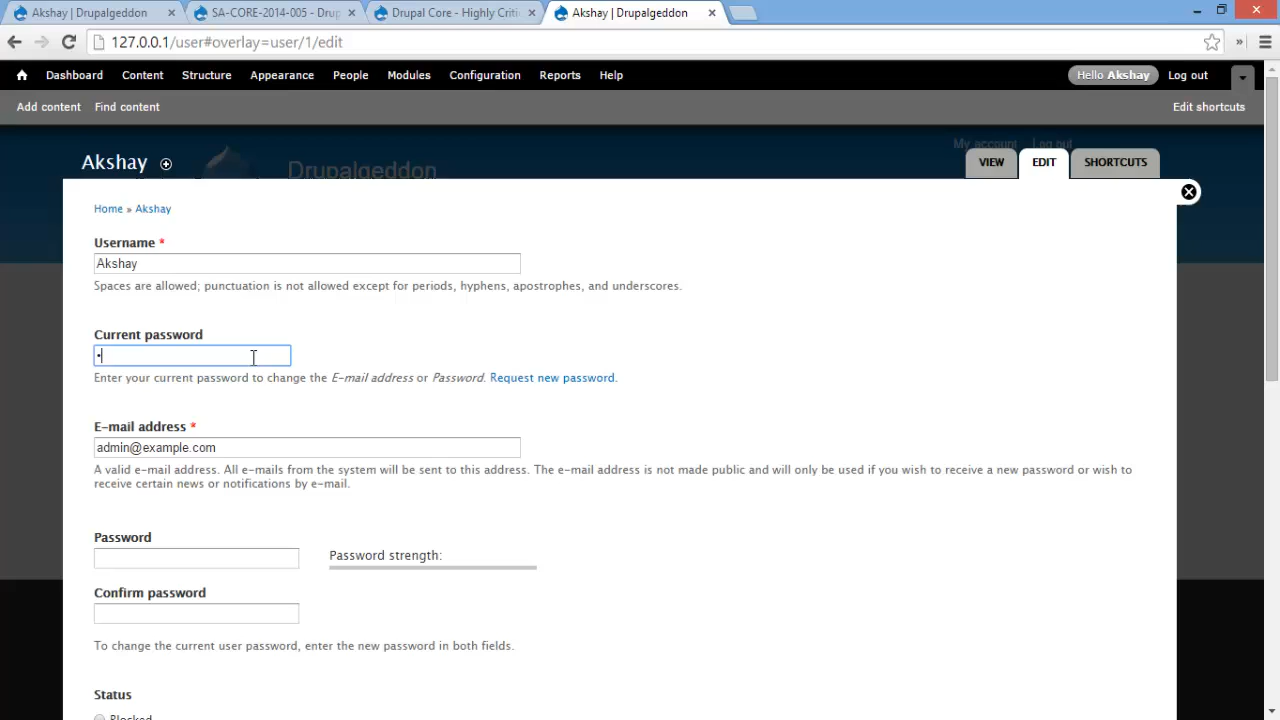 Akshay | Drupalgeddon
SA-CORE-2014-005 - Drup
Drupal Core - Highly Criti
Akshay | Drupalgeddon
127.0.0.1/user#overlay=user/1/edit
Dashboard Content Structure Appearance People Modules Configuration Reports Help Hello Akshay Log out
Add content Find content Edit shortcuts
My account Log out
Akshay Drupalgeddon VIEW EDIT SHORTCUTS
Home » Akshay
Username *
Akshay
Spaces are allowed; punctuation is not allowed except for periods, hyphens, apostrophes, and underscores.
Current password
Enter your current password to change the E-mail address or Password. Request new password.
E-mail address *
admin@example.com
A valid e-mail address. All e-mails from the system will be sent to this address. The e-mail address is not made public and will only be used if you wish to receive a new password or wish to
receive certain news or notifications by e-mail.
Password
Password strength:
Confirm password
To change the current user password, enter the new password in both fields.
Status
Blocked